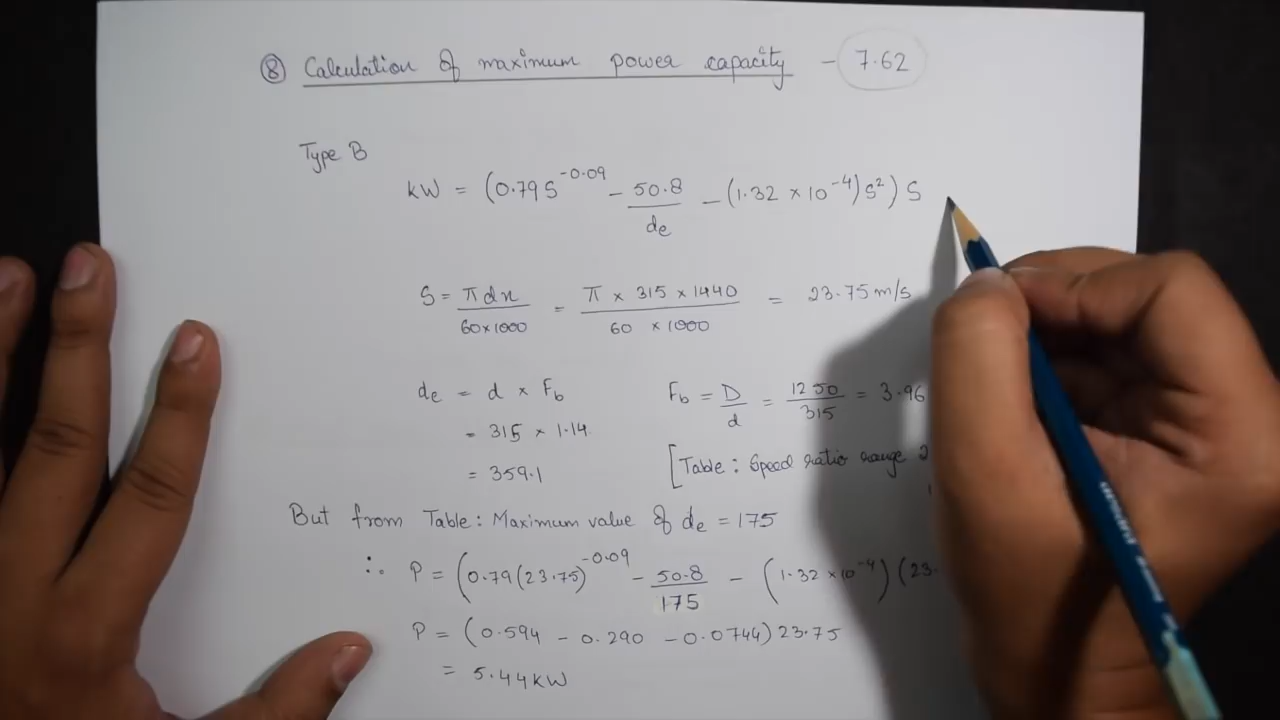 ⑧ Calculation of maximum power capacity - 7.62
Type B
kW = (0.79S^-0.09 - 50.8/de - (1.32 × 10^-4)S²) S
S = πdn/60×1000 = π × 315 × 1440/60 × 1000 = 23.75 m/s
de = d × Fb    Fb = D/d = 1250/315 = 3.96
= 315 × 1.14    [Table: Speed ratio range
= 359.1
But from Table: Maximum value of de = 175
∴ P = (0.79(23.75)^-0.09 - 50.8/175 - (1.32 × 10^-4)(23.
P = (0.594 - 0.290 - 0.0744) 23.75
= 5.44 kW